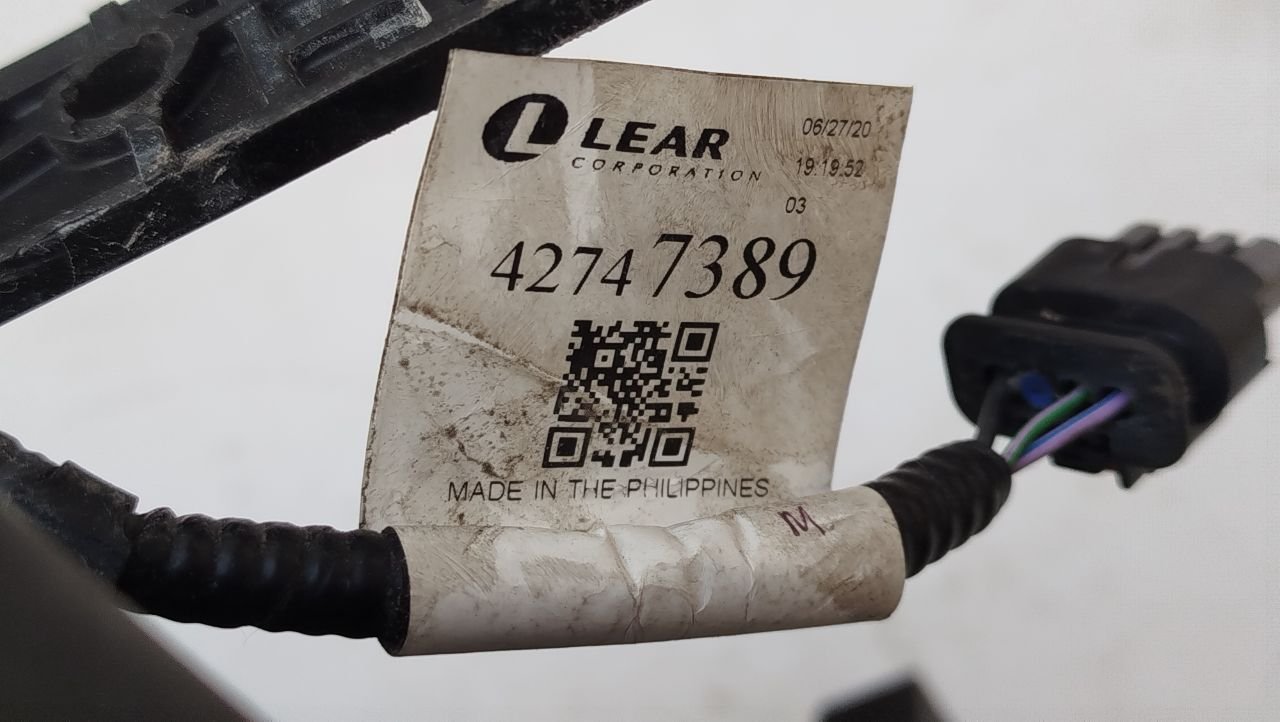 LEAR
CORPORATION
06/27/20
19:19:52
03
42747389
MADE IN THE PHILIPPINES
M